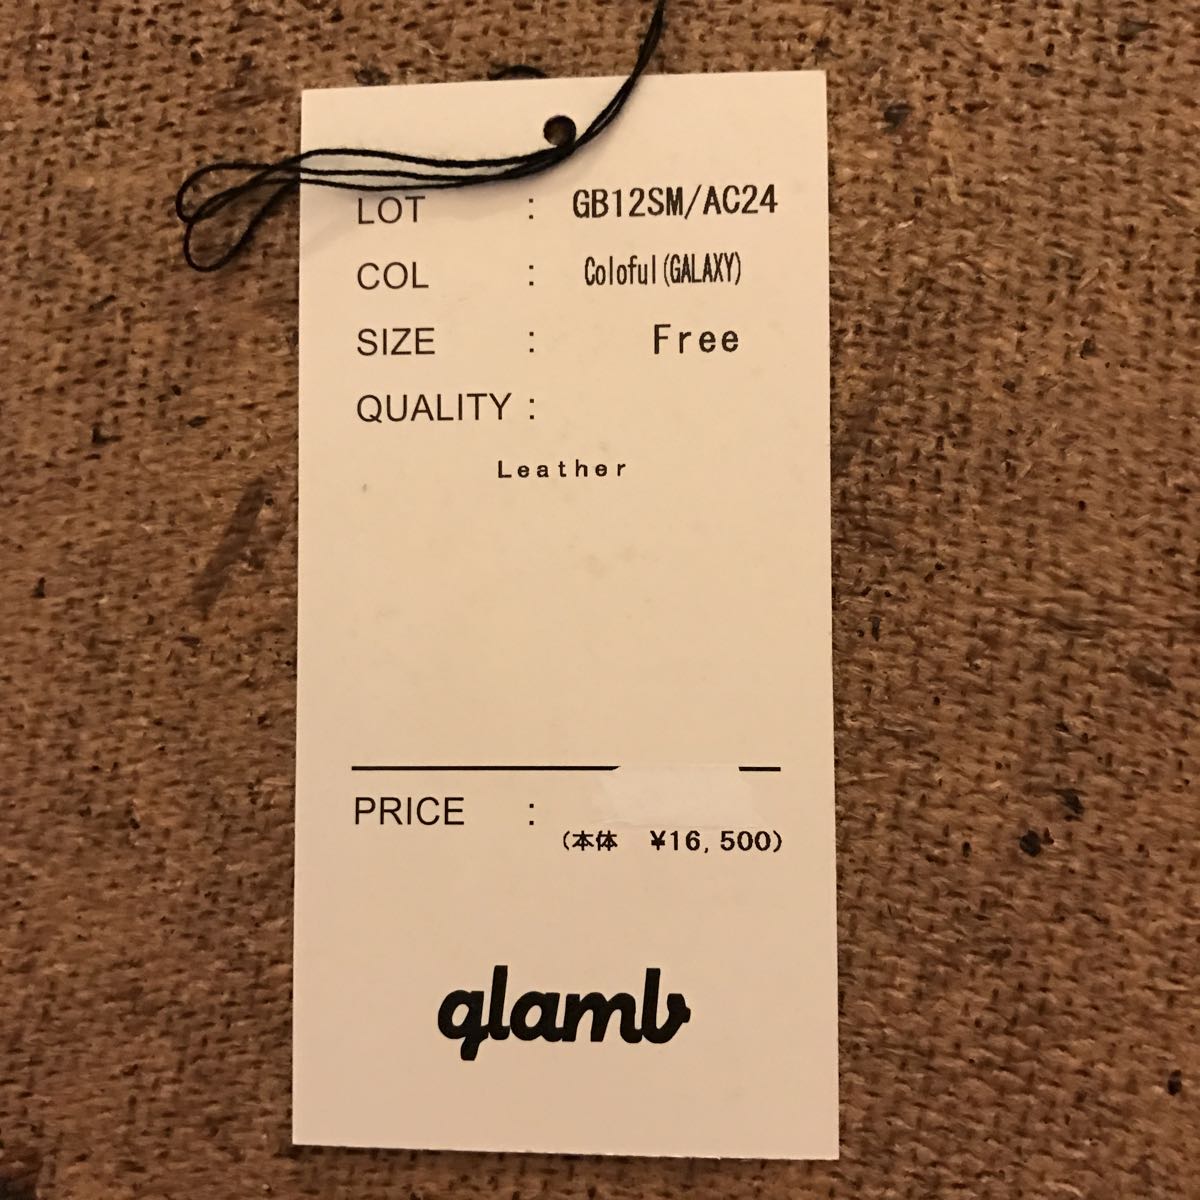 LOT : GB12SM/AC24
COL : Coloful(GALAXY)
SIZE : Free
QUALITY :
Leather
PRICE :
(本体 ¥16,500)
glamb